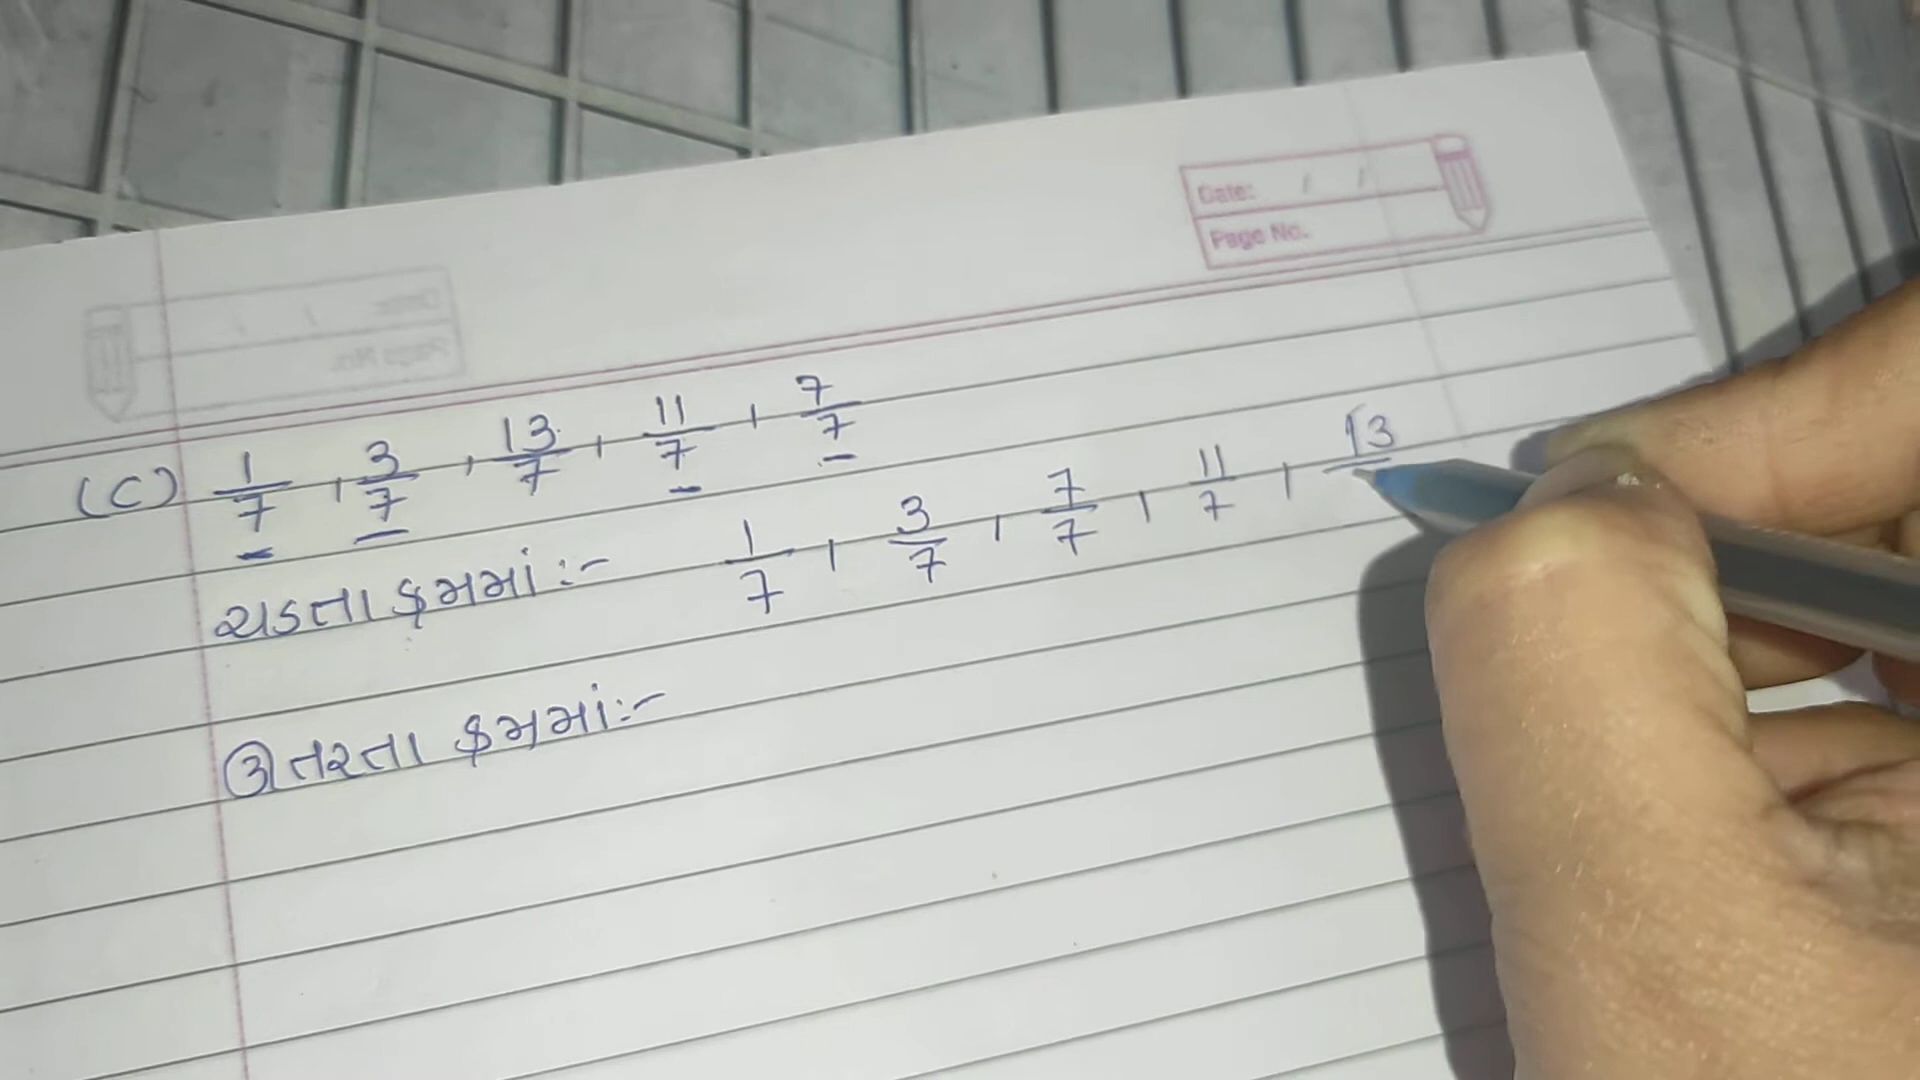 Date: / /
Page No.
(C) 1/7 , 3/7 , 13/7 , 11/7 , 7/7
ચડતા ક્રમમાં :- 1/7 , 3/7 , 7/7 , 11/7 , 13/
ઉતરતા ક્રમમાં :-